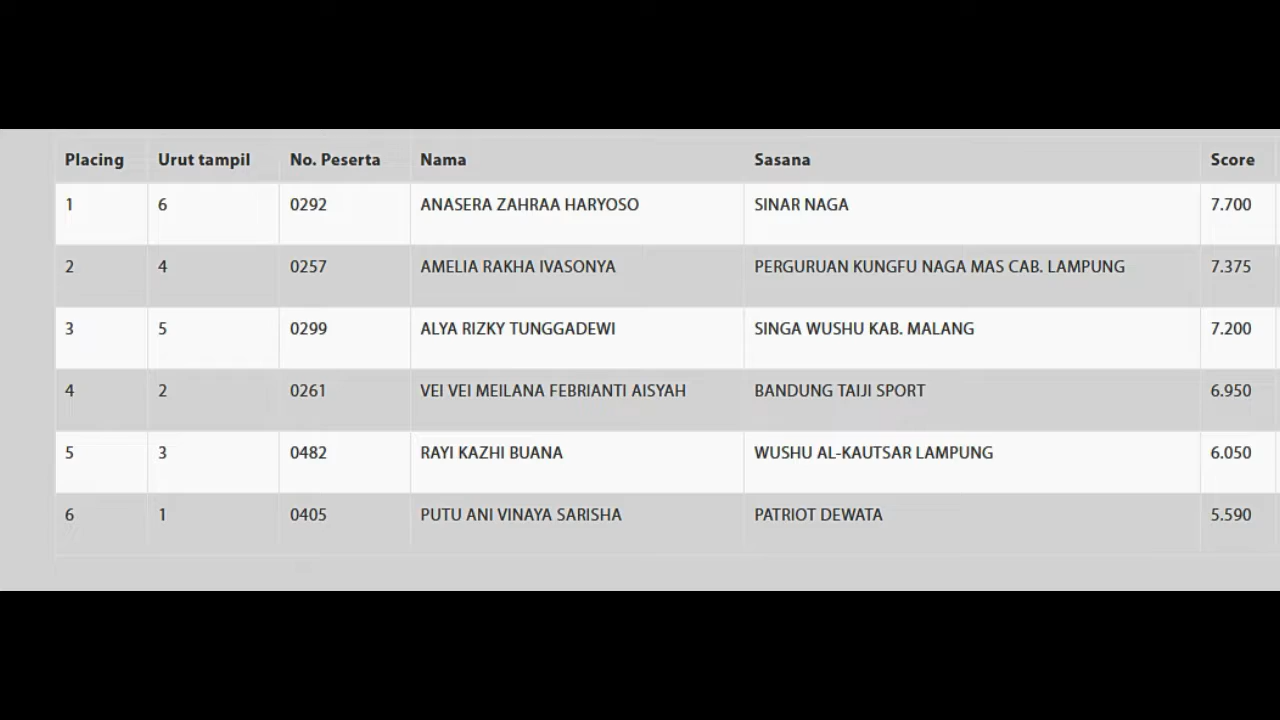 Placing Urut tampil No. Peserta Nama Sasana Score
1 6 0292 ANASERA ZAHRAA HARYOSO SINAR NAGA 7.700
2 4 0257 AMELIA RAKHA IVASONYA PERGURUAN KUNGFU NAGA MAS CAB. LAMPUNG 7.375
3 5 0299 ALYA RIZKY TUNGGADEWI SINGA WUSHU KAB. MALANG 7.200
4 2 0261 VEI VEI MEILANA FEBRIANTI AISYAH BANDUNG TAIJI SPORT 6.950
5 3 0482 RAYI KAZHI BUANA WUSHU AL-KAUTSAR LAMPUNG 6.050
6 1 0405 PUTU ANI VINAYA SARISHA PATRIOT DEWATA 5.590